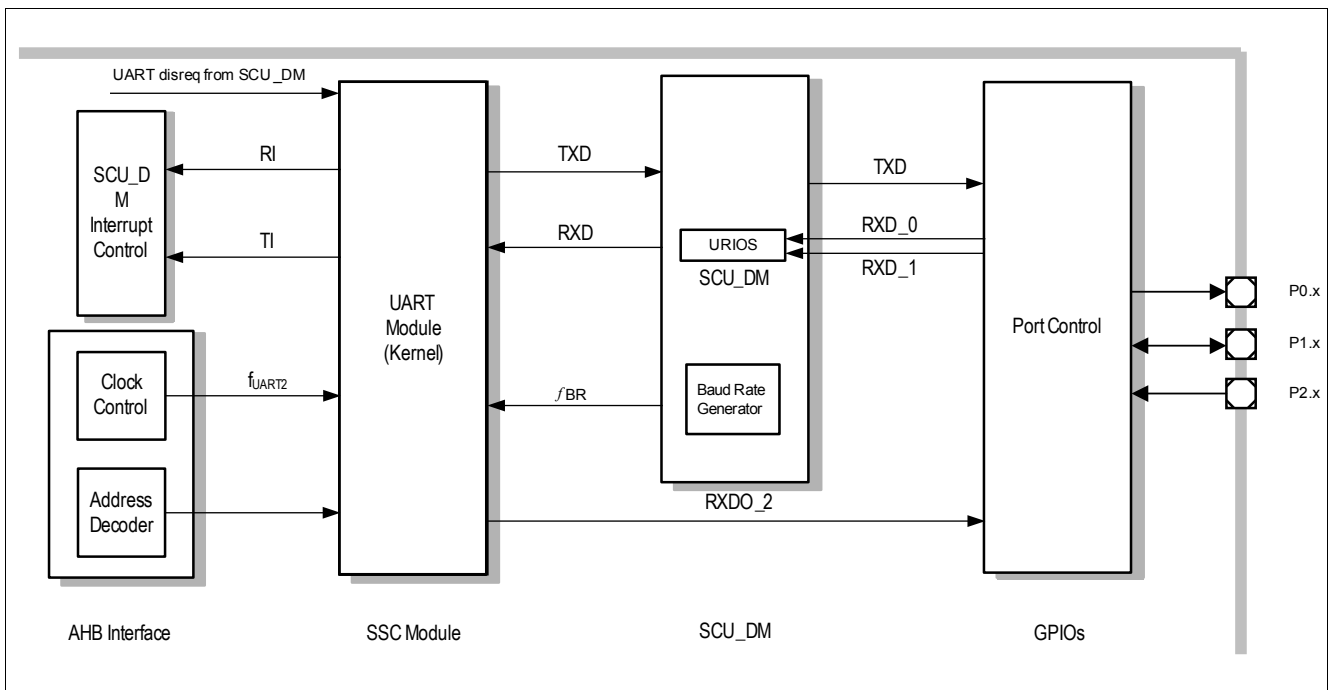 UART disreq from SCU_DM
SCU_D
M
Interrupt
Control
RI
TI
Clock
Control
fUART2
Address
Decoder
UART
Module
(Kernel)
TXD
RXD
URIOS
SCU_DM
Baud Rate
Generator
fBR
TXD
RXD_0
RXD_1
RXDO_2
Port Control
P0.x
P1.x
P2.x
AHB Interface
SSC Module
SCU_DM
GPIOs